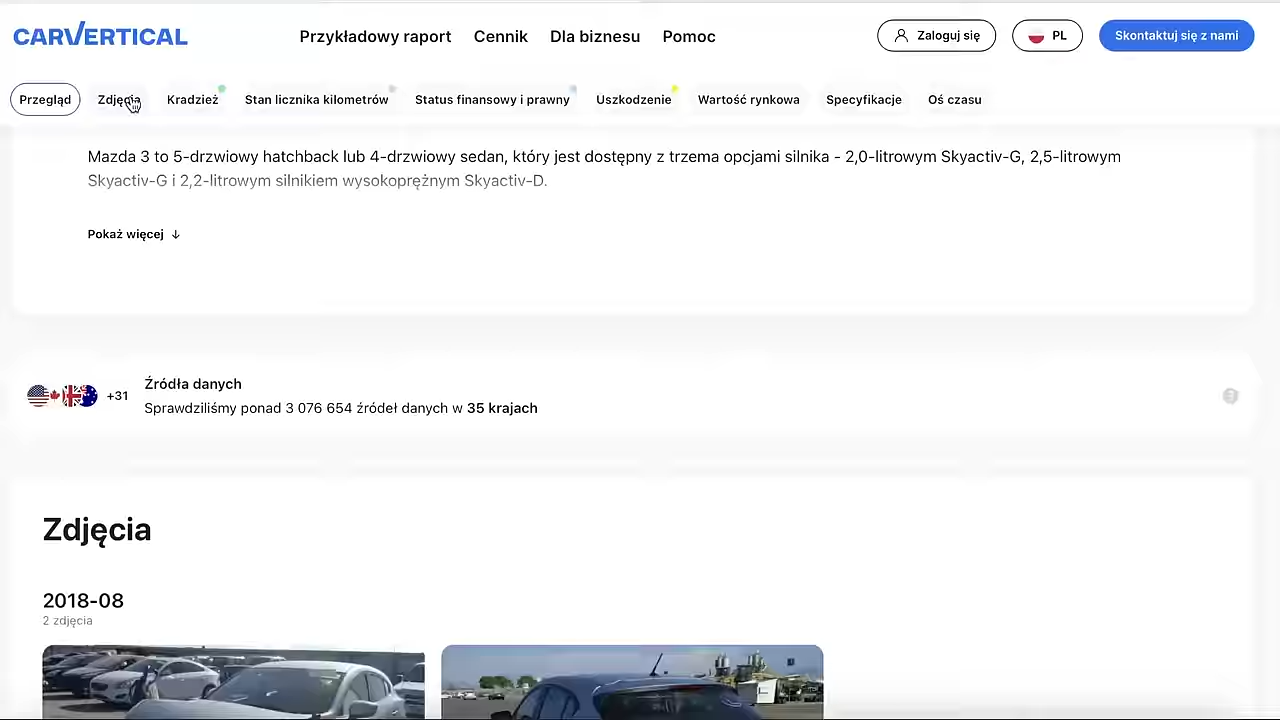 CARVERTICAL
Przykładowy raport
Cennik
Dla biznesu
Pomoc
Zaloguj się
PL
Skontaktuj się z nami
Przegląd
Zdjęcia
Kradzież
Stan licznika kilometrów
Status finansowy i prawny
Uszkodzenie
Wartość rynkowa
Specyfikacje
Oś czasu
Mazda 3 to 5-drzwiowy hatchback lub 4-drzwiowy sedan, który jest dostępny z trzema opcjami silnika - 2,0-litrowym Skyactiv-G, 2,5-litrowym
Skyactiv-G i 2,2-litrowym silnikiem wysokoprężnym Skyactiv-D.
Pokaż więcej ↓
+31
Źródła danych
Sprawdziliśmy ponad 3 076 654 źródeł danych w 35 krajach
Zdjęcia
2018-08
2 zdjęcia